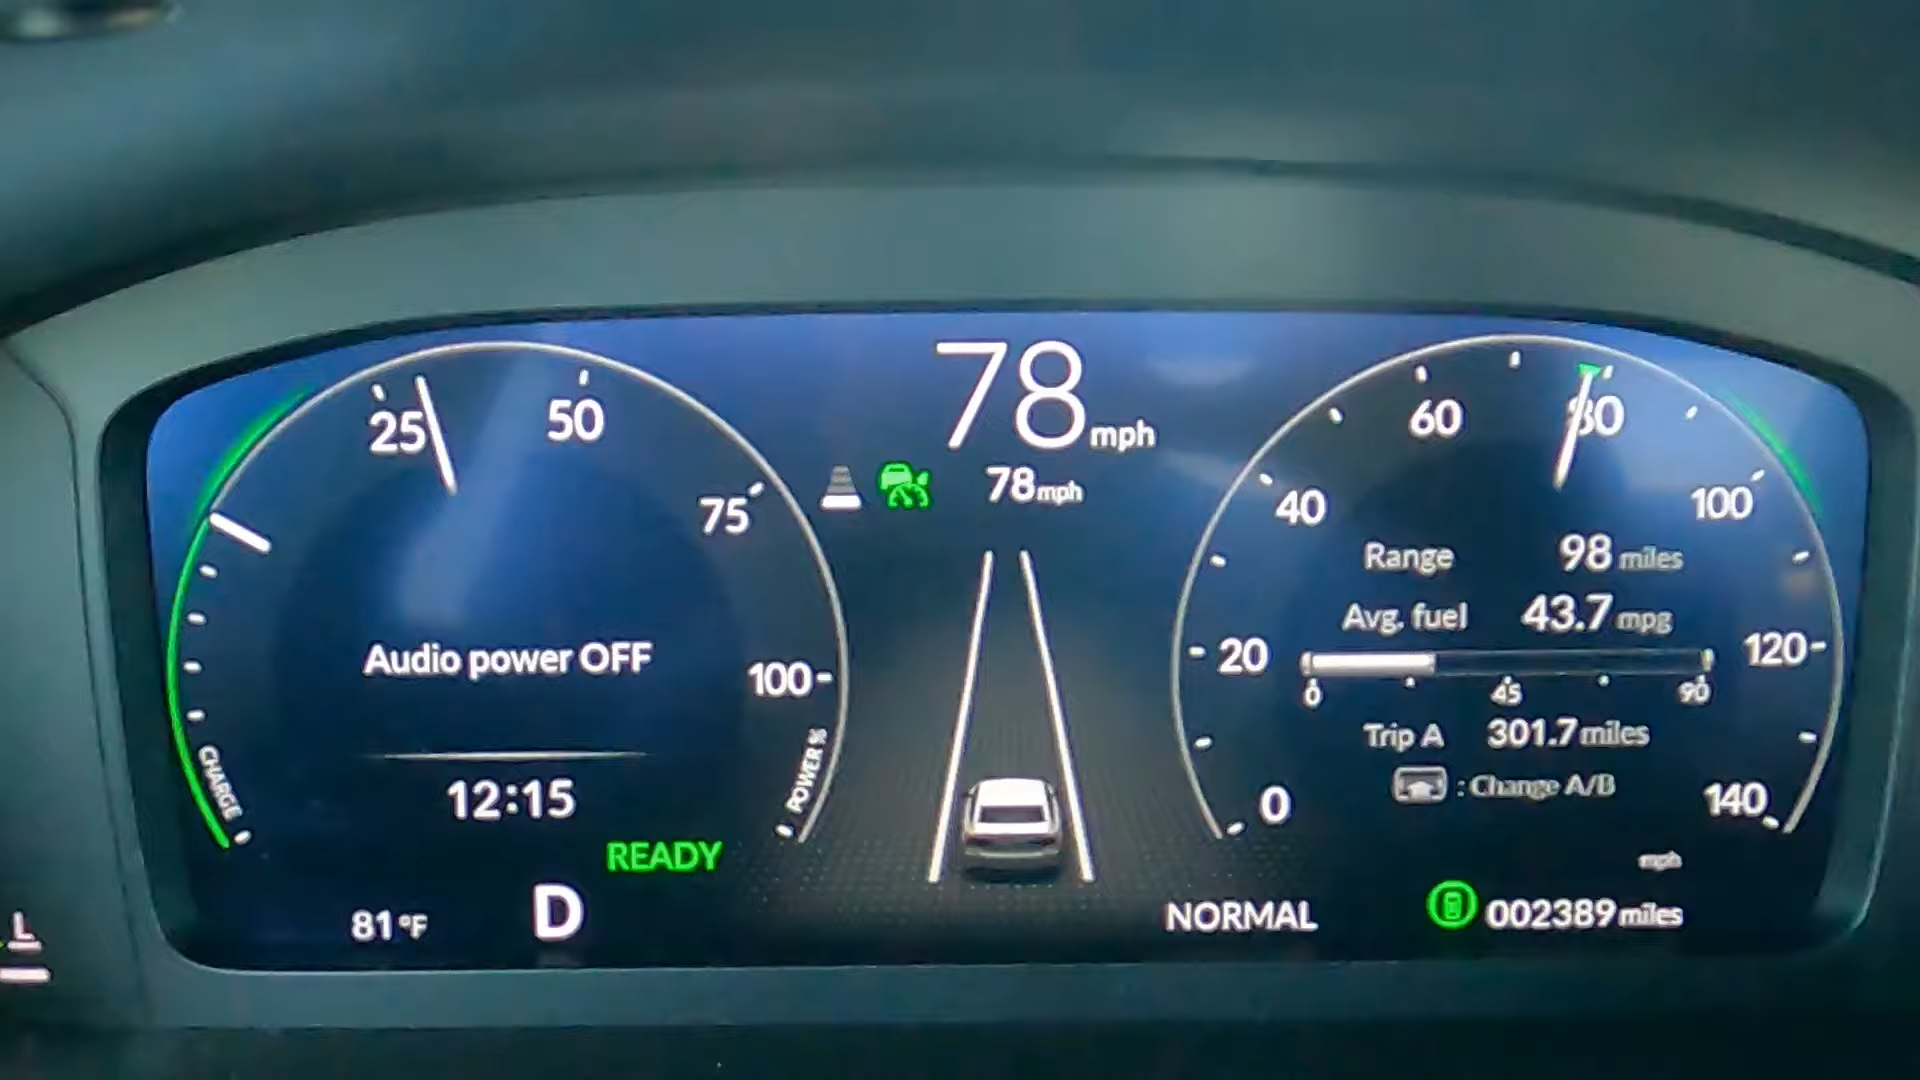 78 mph
78 mph
25
50
75
100
CHARGE
POWER %
Audio power OFF
12:15
READY
81°F
D
0
20
40
60
80
100
120
140
Range 98 miles
Avg. fuel 43.7 mpg
0 45 90
Trip A 301.7 miles
: Change A/B
mph
NORMAL
002389 miles
L